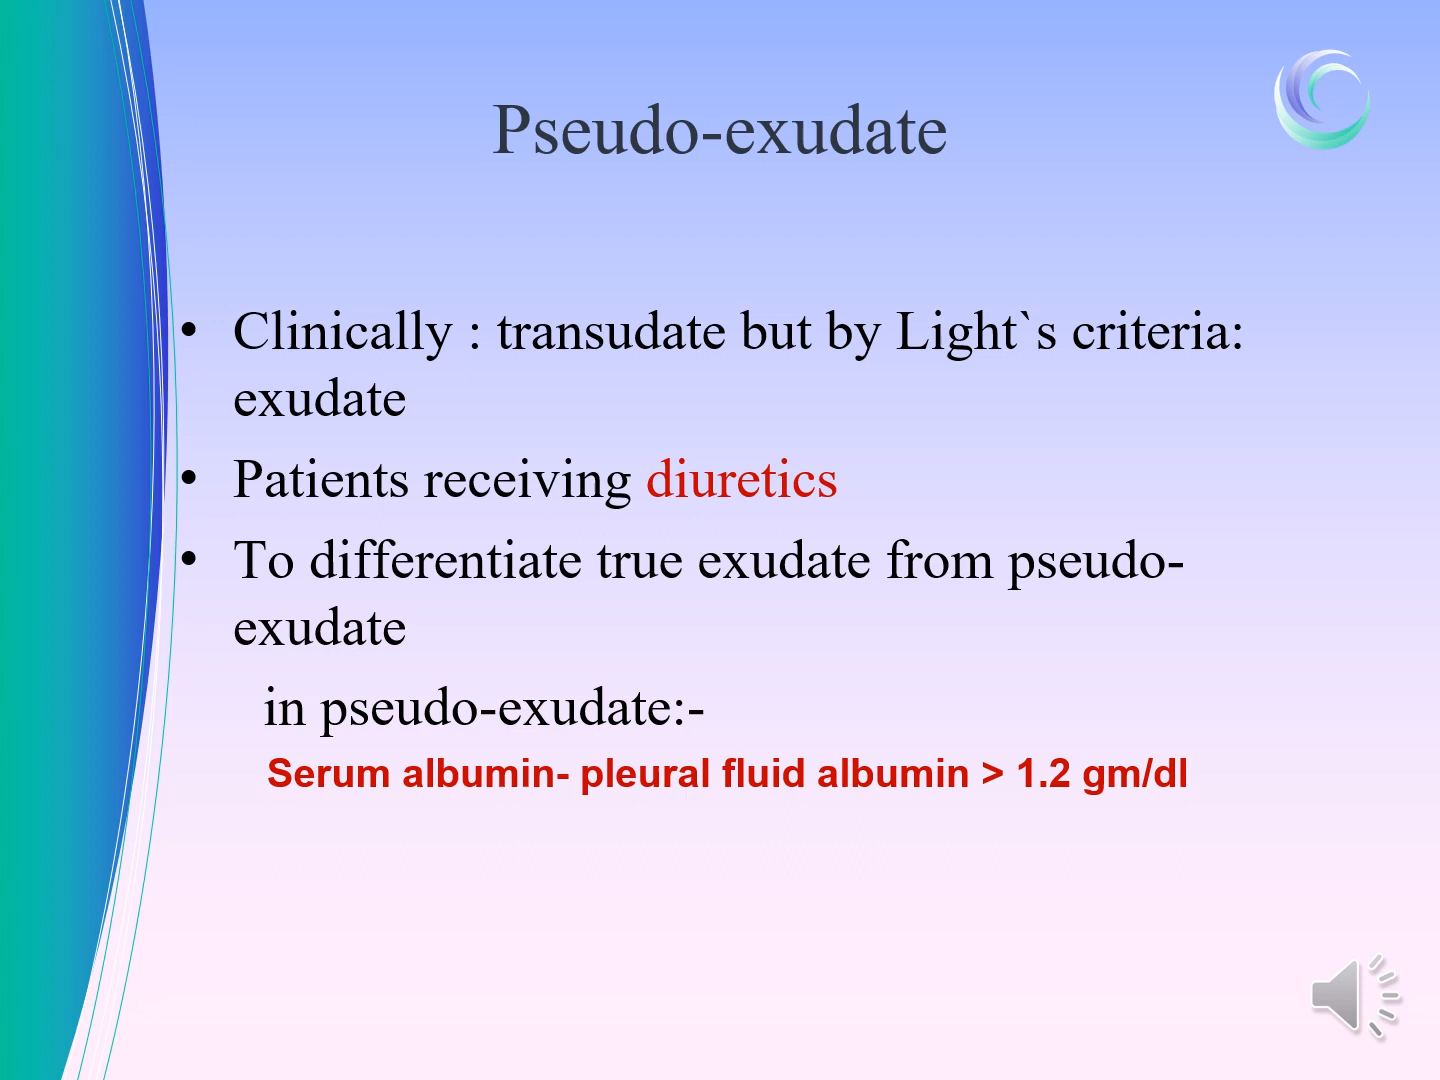 Pseudo-exudate
• Clinically : transudate but by Light`s criteria:
exudate
• Patients receiving diuretics
• To differentiate true exudate from pseudo-
exudate
in pseudo-exudate:-
Serum albumin- pleural fluid albumin > 1.2 gm/dl